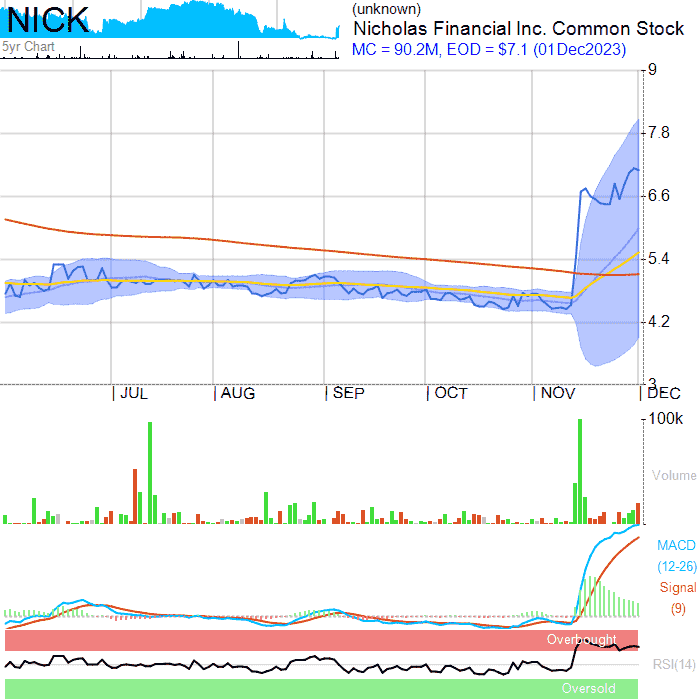 NICK
(unknown)
Nicholas Financial Inc. Common Stock
5yr Chart
MC = 90.2M, EOD = $7.1 (01Dec2023)
9
7.8
6.6
5.4
4.2
3
JUL
AUG
SEP
OCT
NOV
DEC
100k
Volume
MACD
(12-26)
Signal
(9)
Overbought
RSI(14)
Oversold